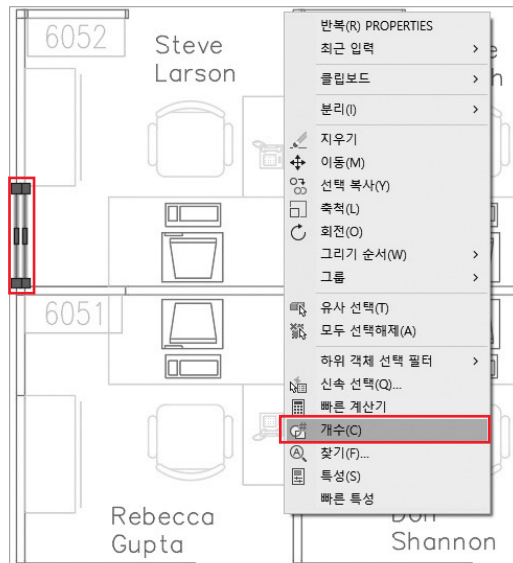 6052
Steve
Larson
6051
Rebecca
Gupta
반복(R) PROPERTIES
최근 입력
클립보드
분리(I)
지우기
이동(M)
선택 복사(Y)
축척(L)
회전(O)
그리기 순서(W)
그룹
유사 선택(T)
모두 선택해제(A)
하위 객체 선택 필터
신속 선택(Q)...
빠른 계산기
개수(C)
찾기(F)...
특성(S)
빠른 특성
Shannon